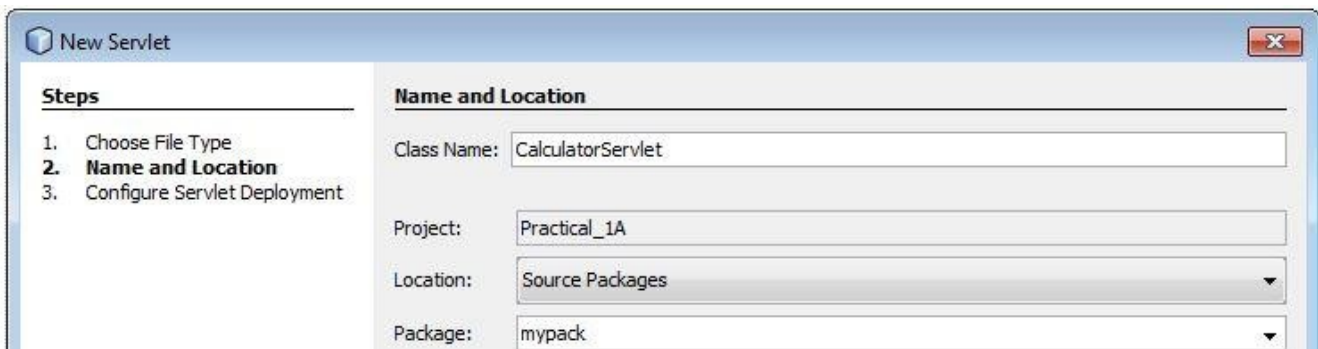 New Servlet
Steps
1. Choose File Type
2. Name and Location
3. Configure Servlet Deployment
Name and Location
Class Name: CalculatorServlet
Project: Practical_1A
Location: Source Packages
Package: mypack